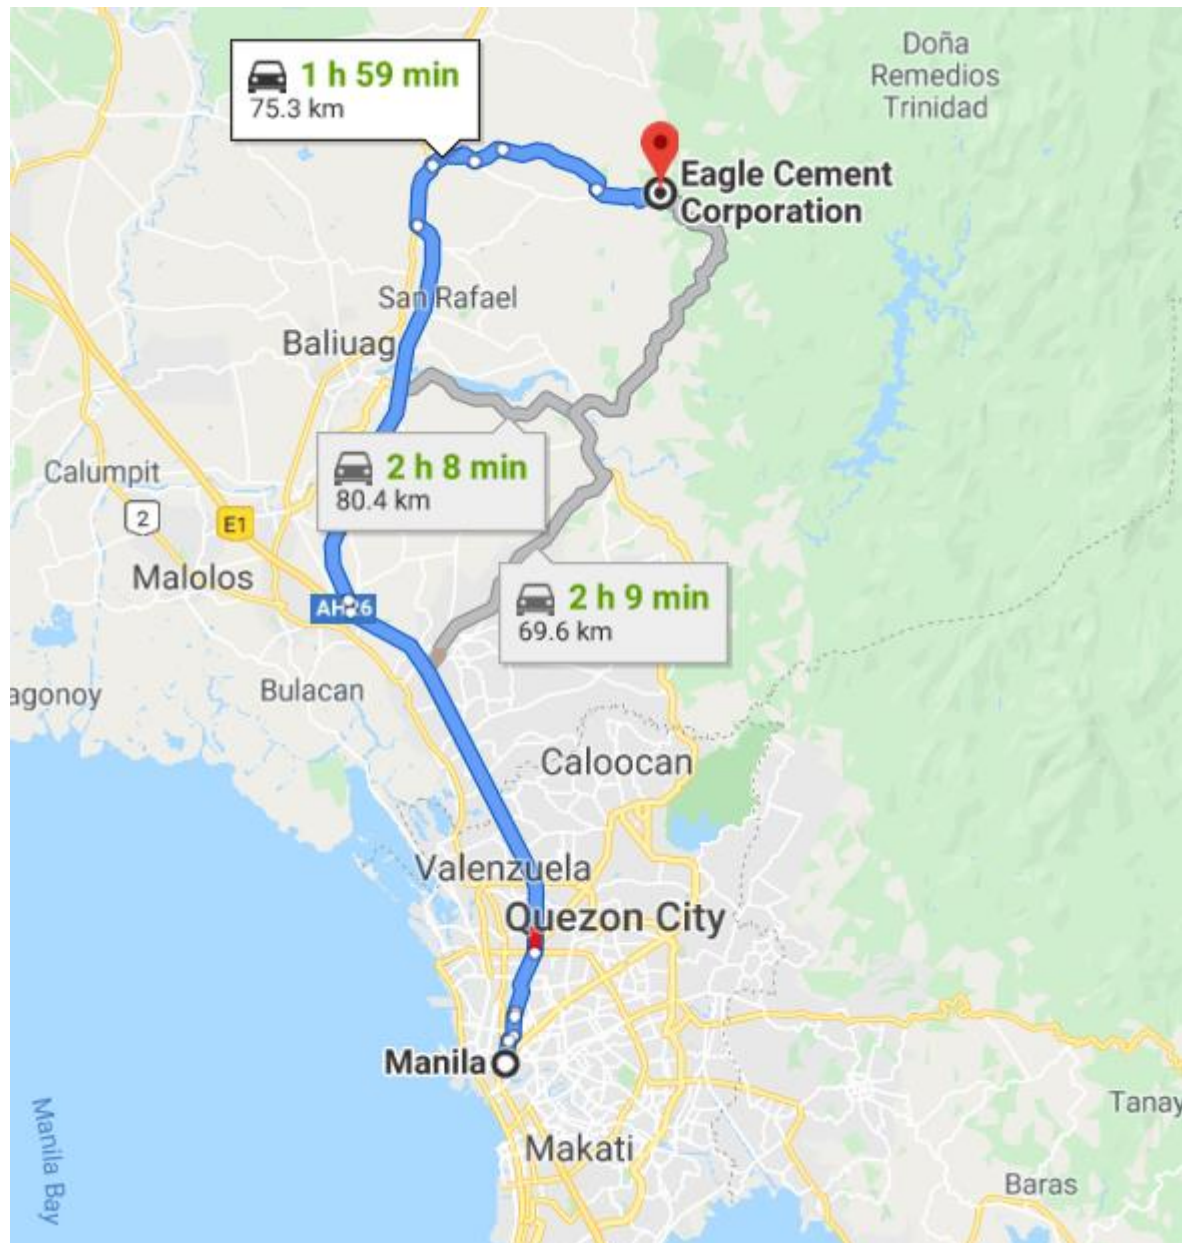 Doña
Remedios
Trinidad
1 h 59 min
75.3 km
Eagle Cement
Corporation
San Rafael
Baliuag
2 h 8 min
80.4 km
Calumpit
2
E1
Malolos
2 h 9 min
69.6 km
AH26
agonoy
Bulacan
Caloocan
Valenzuela
Quezon City
Manila
Manila Bay
Makati
Tanay
Baras